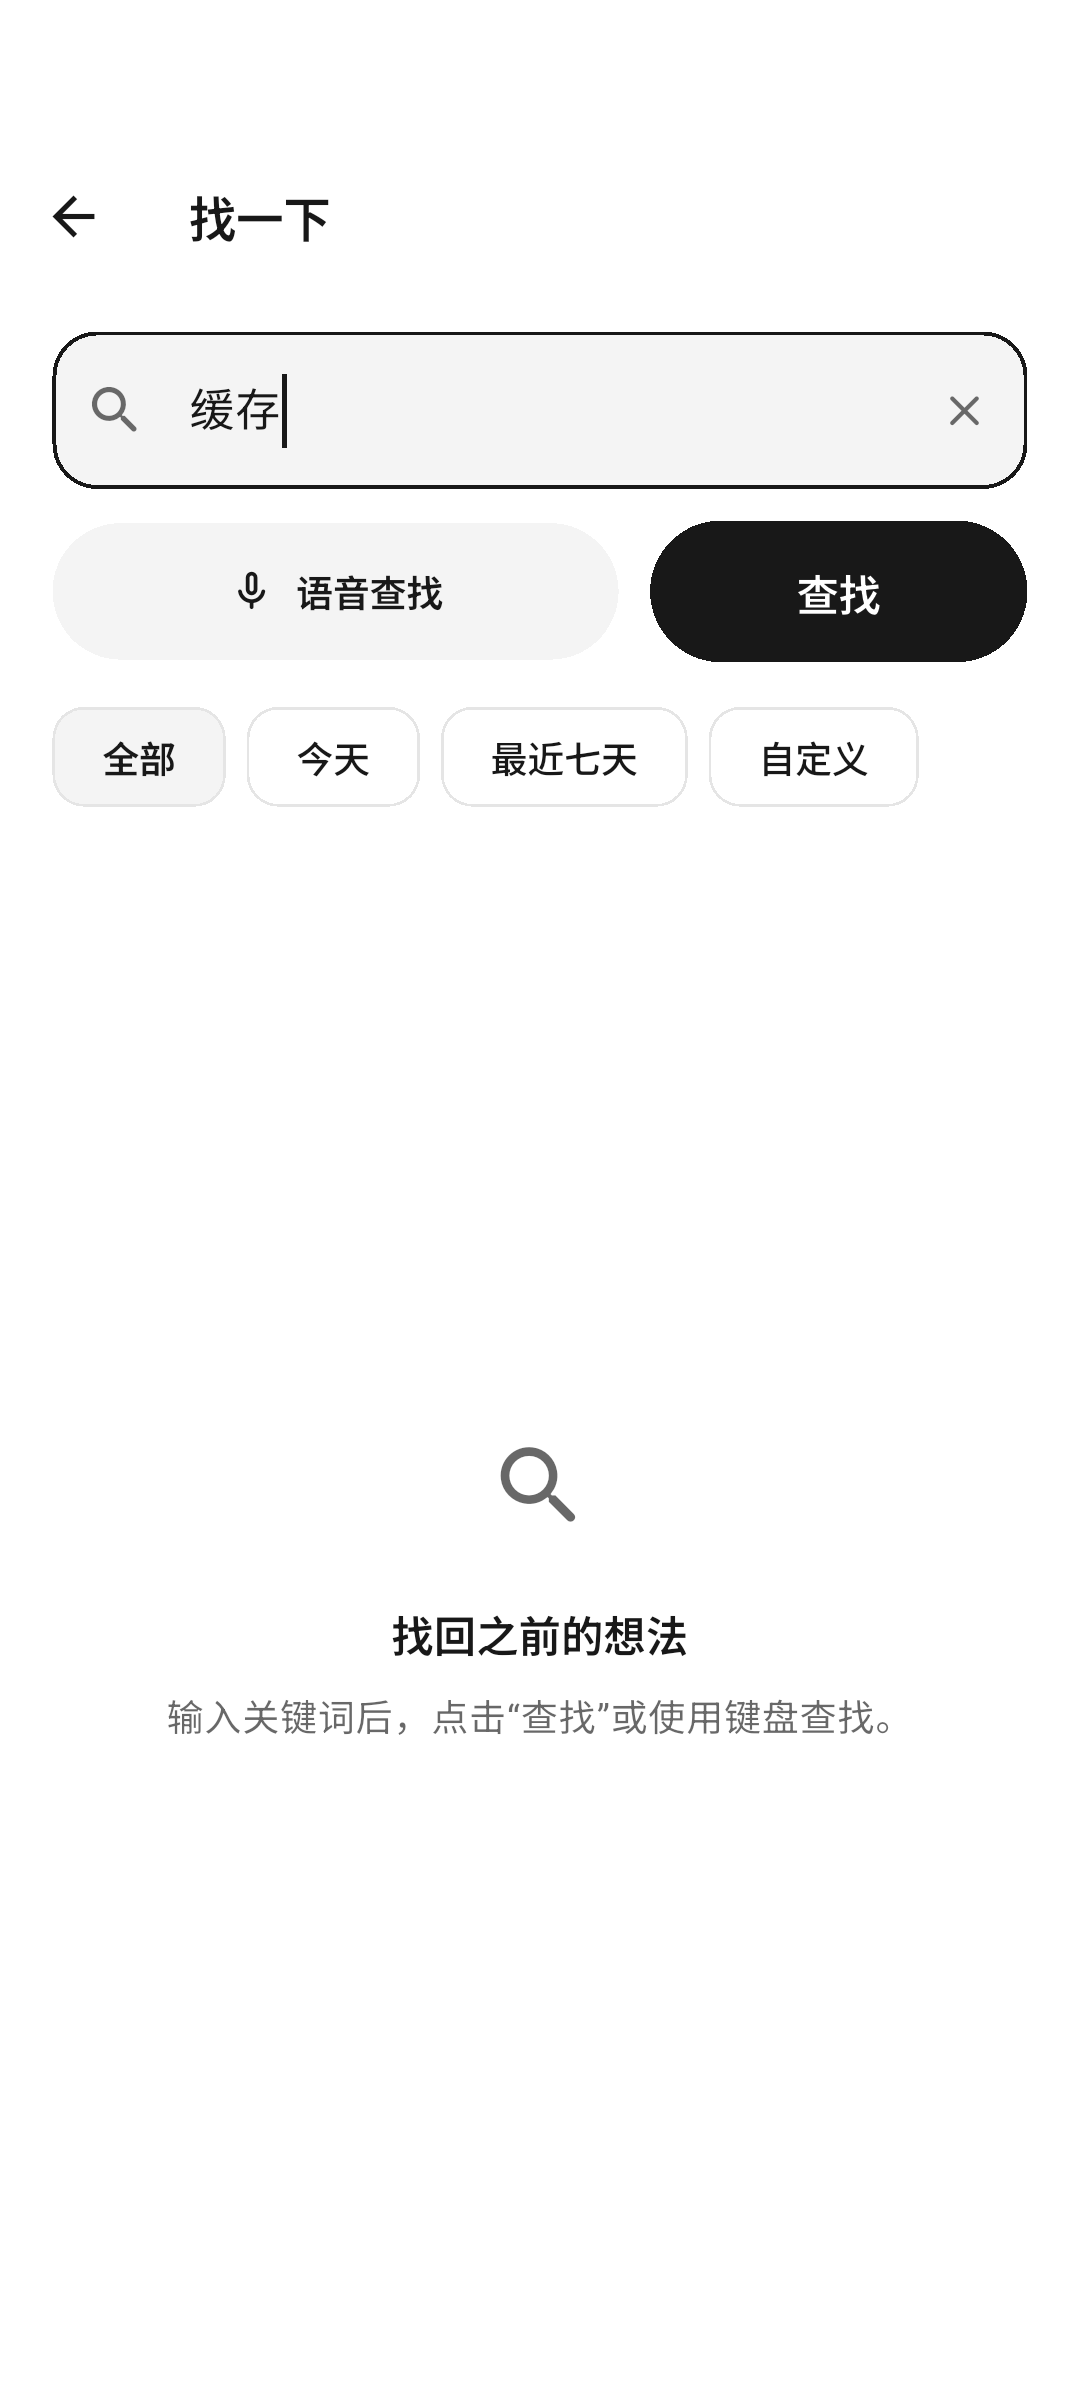 找一下
缓存
语音查找
查找
全部
今天
最近七天
自定义
找回之前的想法
输入关键词后，点击“查找”或使用键盘查找。